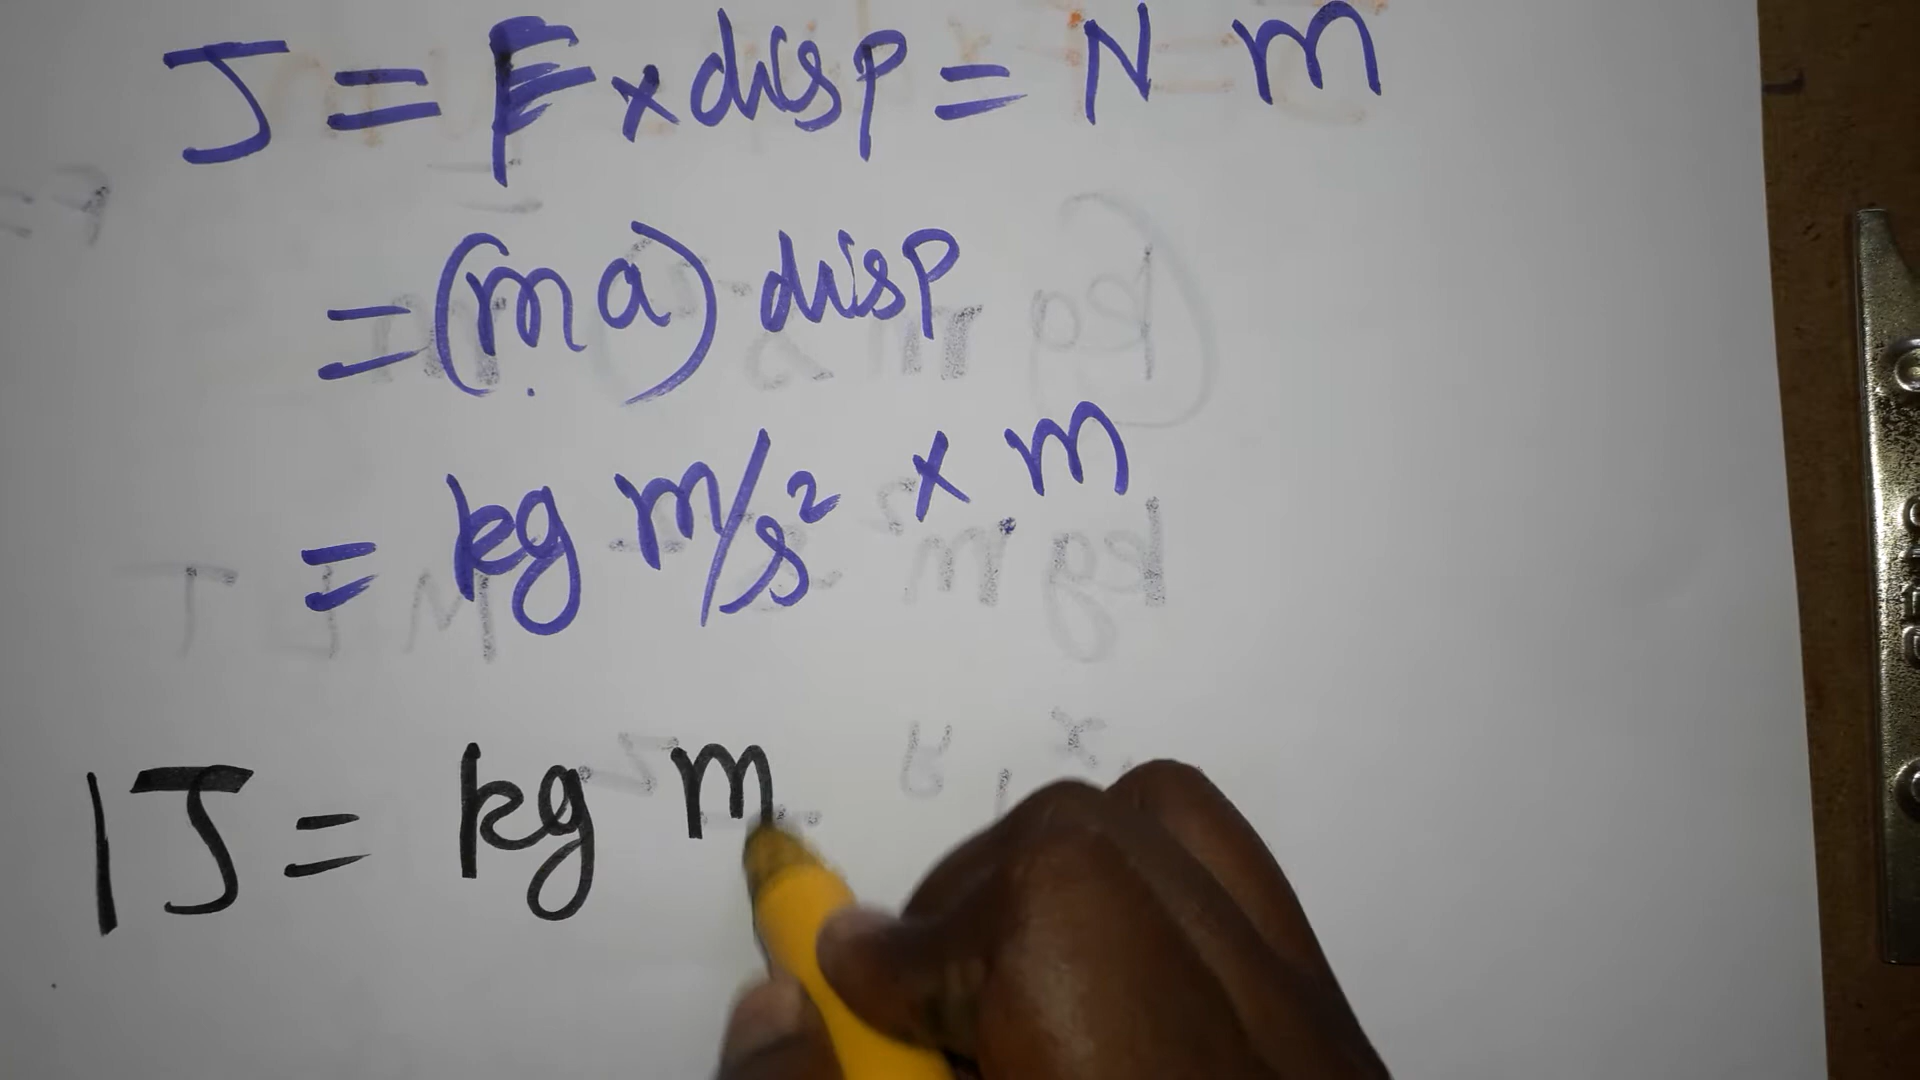 J = F × disp = N m
= (ma) disp
= kg m/s² × m
1J = kg m